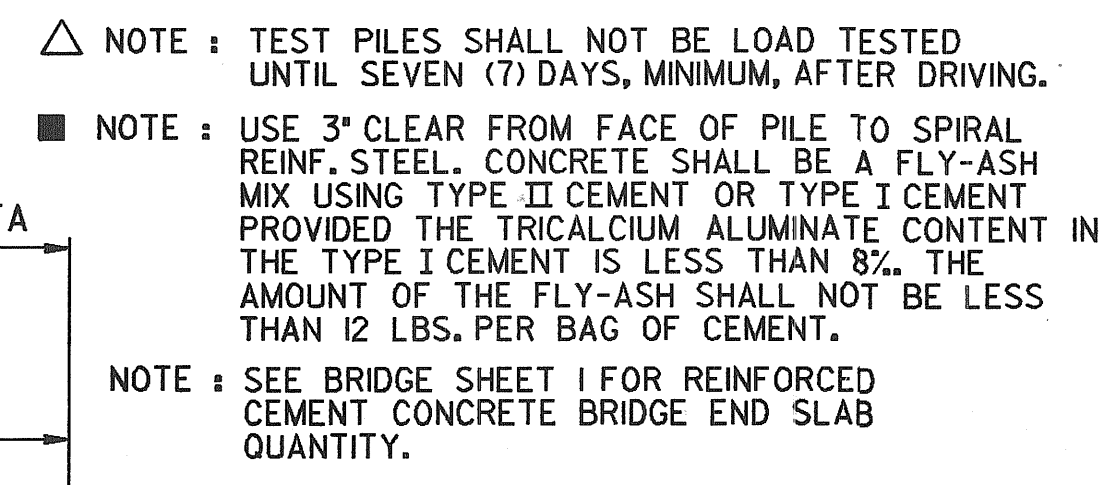 △ NOTE : TEST PILES SHALL NOT BE LOAD TESTED
UNTIL SEVEN (7) DAYS, MINIMUM, AFTER DRIVING.
■ NOTE : USE 3" CLEAR FROM FACE OF PILE TO SPIRAL
REINF. STEEL. CONCRETE SHALL BE A FLY-ASH
MIX USING TYPE II CEMENT OR TYPE I CEMENT
PROVIDED THE TRICALCIUM ALUMINATE CONTENT IN
THE TYPE I CEMENT IS LESS THAN 8%. THE
AMOUNT OF THE FLY-ASH SHALL NOT BE LESS
THAN 12 LBS. PER BAG OF CEMENT.
NOTE : SEE BRIDGE SHEET 1 FOR REINFORCED
CEMENT CONCRETE BRIDGE END SLAB
QUANTITY.